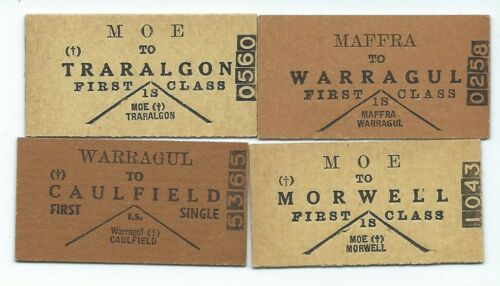 MOE
(†) TO
TRARALGON
FIRST CLASS
1S
MOE (†)
TRARALGON
0560
MAFFRA
TO
WARRAGUL
FIRST CLASS
1S
MAFFRA
WARRAGUL
0258
WARRAGUL
(†) TO
CAULFIELD
FIRST SINGLE
1.S.
Warragul (†)
CAULFIELD
5365
MOE
(†) TO
MORWELL
FIRST CLASS
1S
MOE (†)
MORWELL
1043